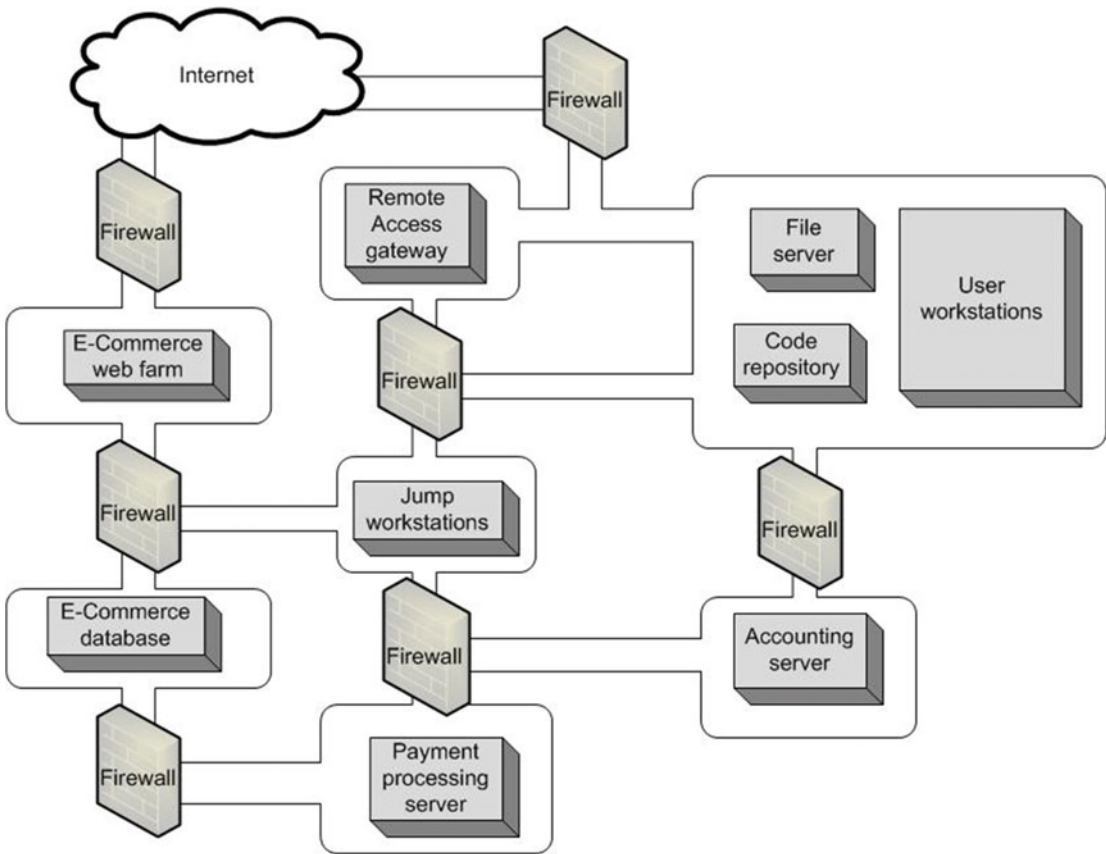 Internet
Firewall
Firewall
Remote
Access
gateway
File
server
User
workstations
E-Commerce
web farm
Firewall
Code
repository
Firewall
Jump
workstations
Firewall
E-Commerce
database
Firewall
Accounting
server
Firewall
Payment
processing
server